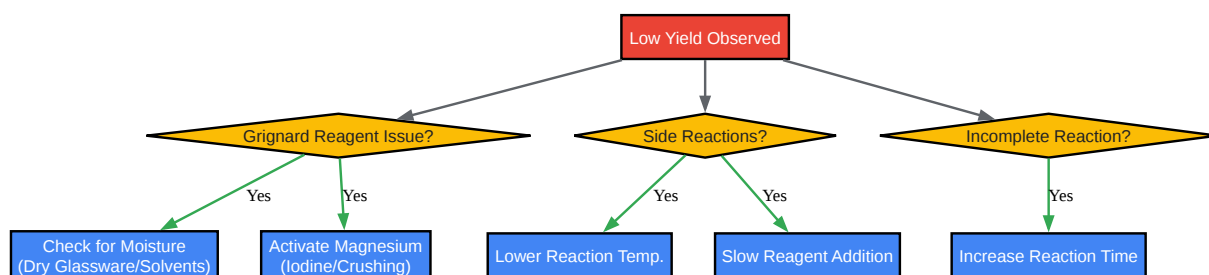 Low Yield Observed
Grignard Reagent Issue?
Side Reactions?
Incomplete Reaction?
Yes
Yes
Yes
Yes
Yes
Check for Moisture
(Dry Glassware/Solvents)
Activate Magnesium
(Iodine/Crushing)
Lower Reaction Temp.
Slow Reagent Addition
Increase Reaction Time